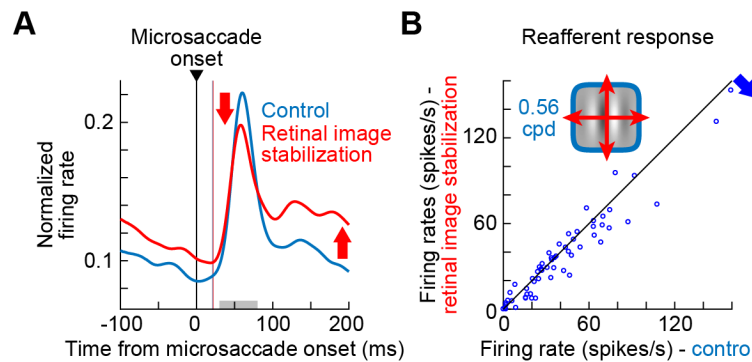 A
Microsaccade
onset
Control
Retinal image
stabilization
Normalized
firing rate
0.2
0.1
-100
0
100
200
Time from microsaccade onset (ms)
B
Reafferent response
0.56
cpd
Firing rates (spikes/s) -
retinal image stabilization
120
60
0
0
60
120
Firing rate (spikes/s) - contro